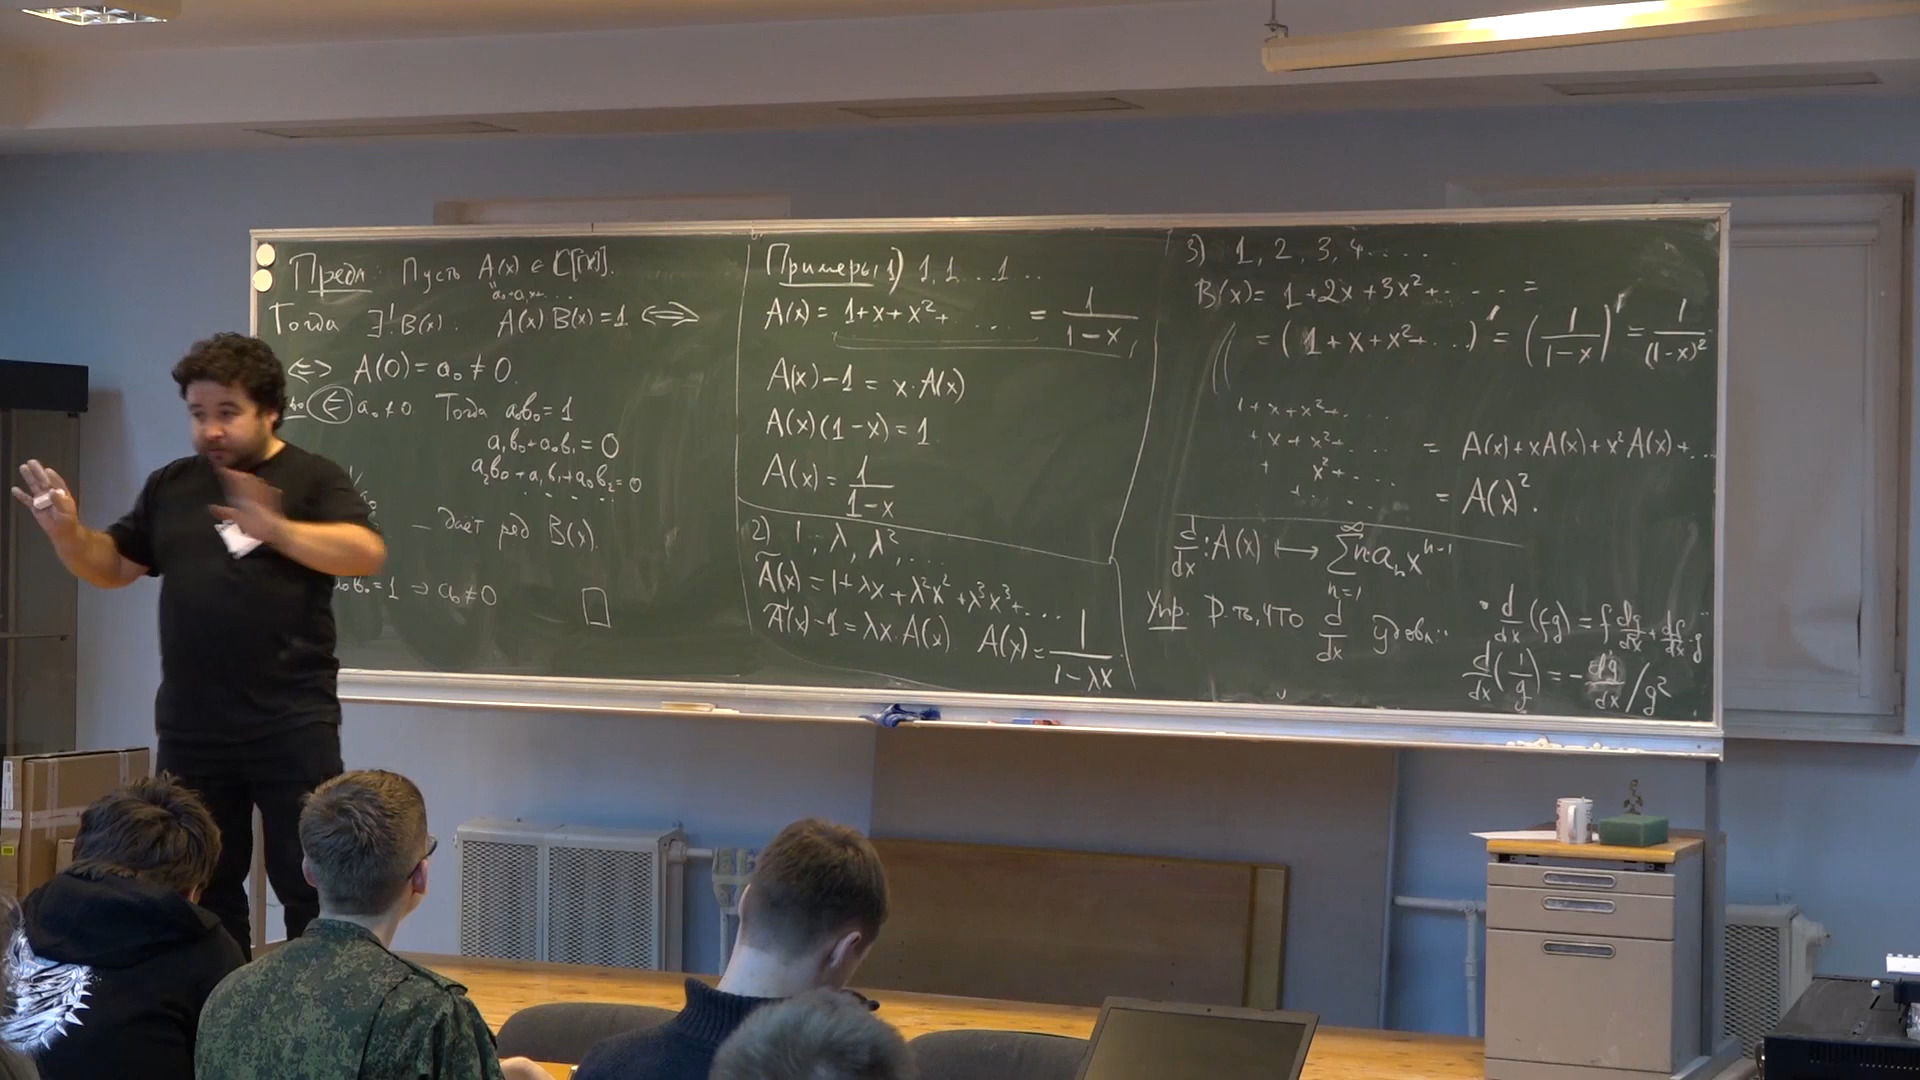 Предл. Пусть A(x) ∈ ℂ[[x]].
a₀+a₁x+...
Тогда ∃! B(x). A(x) B(x) = 1 ⟺
⟺ A(0) = a₀ ≠ 0.
⇐ a₀ ≠ 0. Тогда a₀b₀ = 1
a₁b₀ + a₀b₁ = 0
a₂b₀ + a₁b₁ + a₀b₂ = 0
. . . .
— даёт ряд B(x).
a₀b₀ = 1 ⇒ a₀ ≠ 0 □
Примеры 1) 1, 1, ... 1 ...
A(x) = 1+x+x²+ .... = 1/(1-x)
A(x) - 1 = x·A(x)
A(x)(1-x) = 1.
A(x) = 1/(1-x)
2) 1, λ, λ², ...
Ã(x) = 1+λx+λ²x²+λ³x³+...
Ã(x)-1 = λx·A(x) A(x) = 1/(1-λx)
3) 1, 2, 3, 4 .....
B(x) = 1+2x+3x²+..... =
= (1+x+x²+...)' = (1/(1-x))' = 1/(1-x)²
1+x+x²+....
+x+x²+.... = A(x)+xA(x)+x²A(x)+...
+ x²+....
+ .... = A(x)².
d/dx: A(x) ⟼ ∑_{n=1}^∞ n aₙ x^{n-1}
Упр. Д-ть, что d/dx удовл.: • d/dx (fg) = f dg/dx + df/dx · g
d/dx (1/g) = - dg/dx / g²